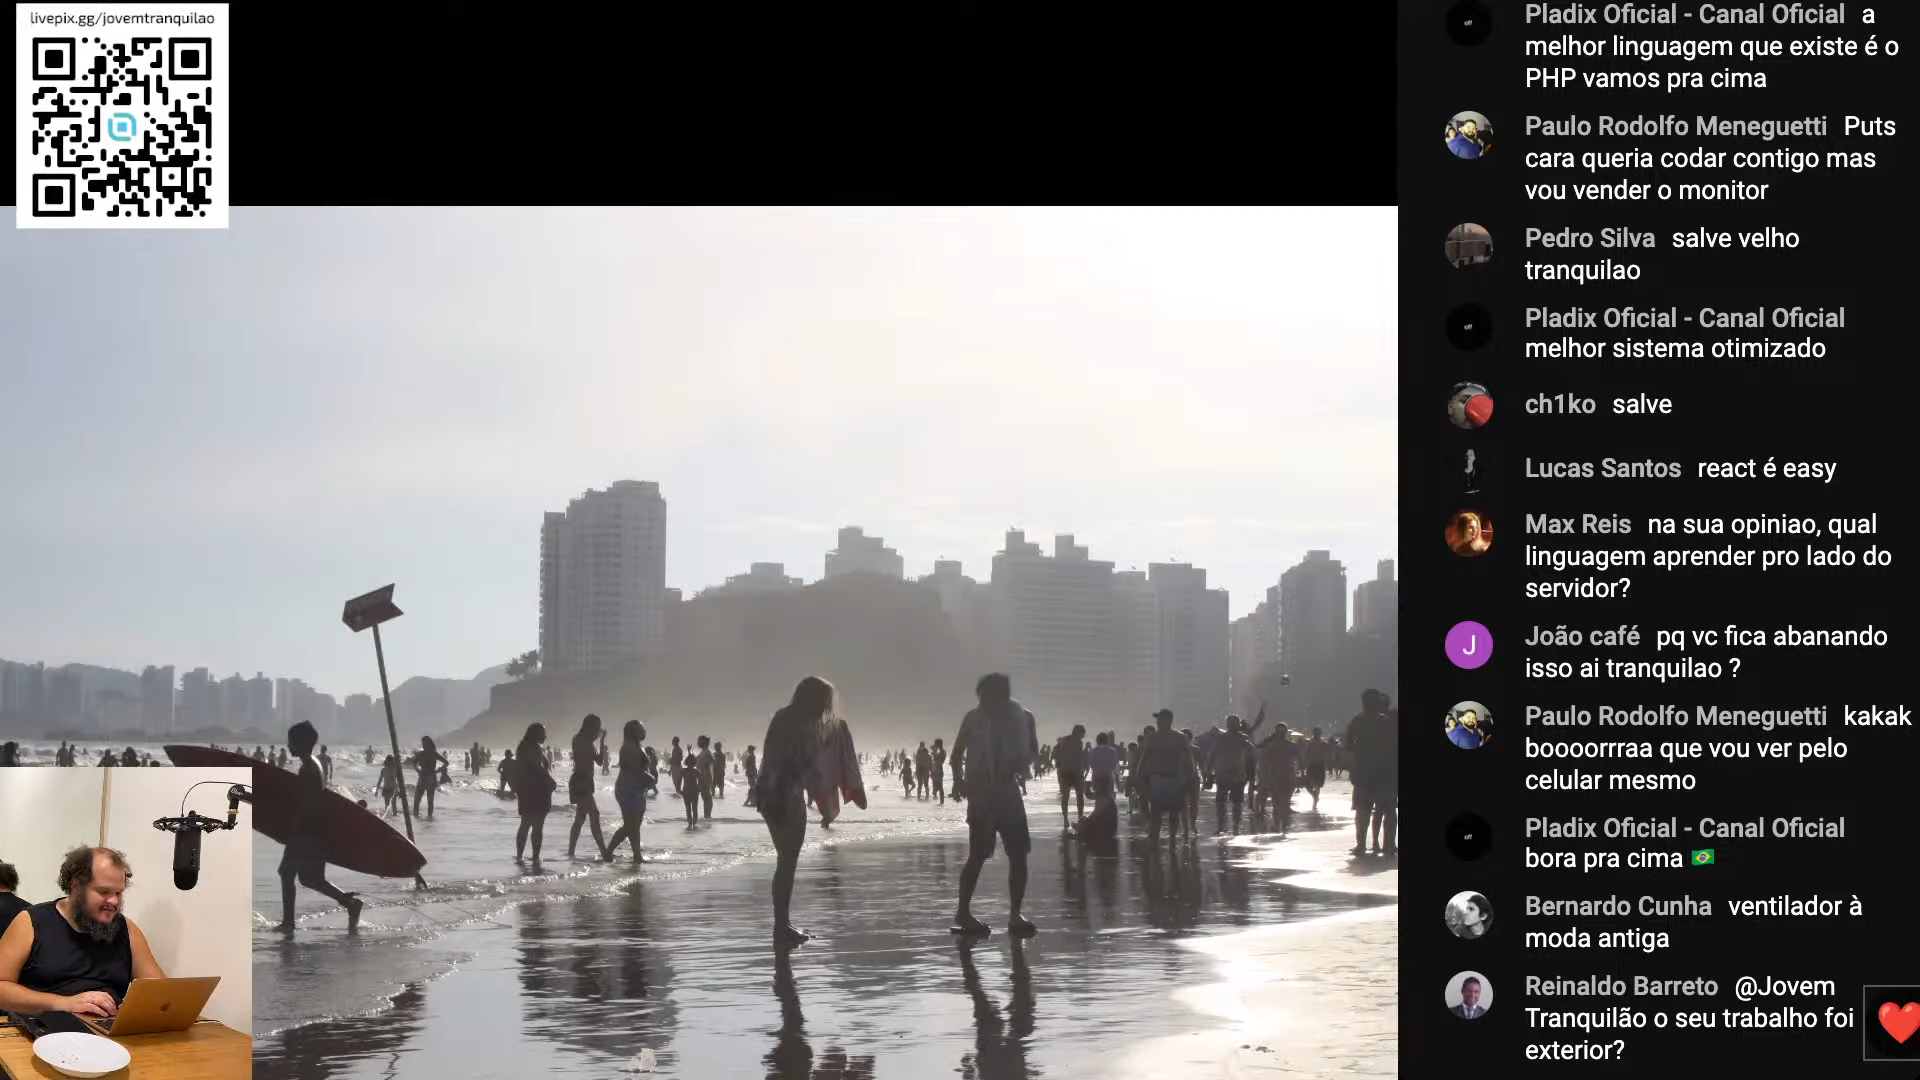 livepix.gg/jovemtranquilao
Pladix Oficial - Canal Oficial a
melhor linguagem que existe é o
PHP vamos pra cima
Paulo Rodolfo Meneguetti Puts
cara queria codar contigo mas
vou vender o monitor
Pedro Silva salve velho
tranquilao
Pladix Oficial - Canal Oficial
melhor sistema otimizado
ch1ko salve
Lucas Santos react é easy
Max Reis na sua opiniao, qual
linguagem aprender pro lado do
servidor?
J
João café pq vc fica abanando
isso ai tranquilao ?
Paulo Rodolfo Meneguetti kakak
boooorrraa que vou ver pelo
celular mesmo
Pladix Oficial - Canal Oficial
bora pra cima 🇧🇷
Bernardo Cunha ventilador à
moda antiga
Reinaldo Barreto @Jovem
Tranquilão o seu trabalho foi
exterior?